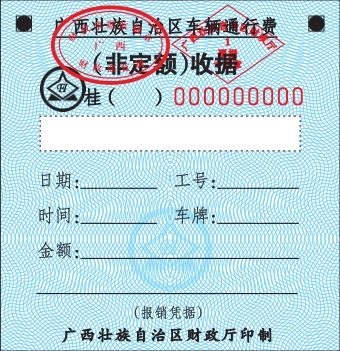 广西壮族自治区车辆通行费
(非定额)收据
广西
桂( ) 000000000
日期: 工号:
时间: 车牌:
金额:
(报销凭据)
广西壮族自治区财政厅印制